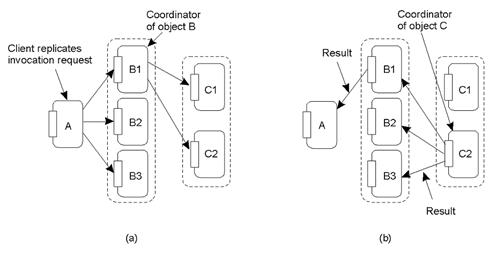 Coordinator
of object B
Client replicates
invocation request
B1
C1
A
B2
C2
B3
(a)
Coordinator
of object C
Result
B1
C1
A
B2
C2
B3
Result
(b)